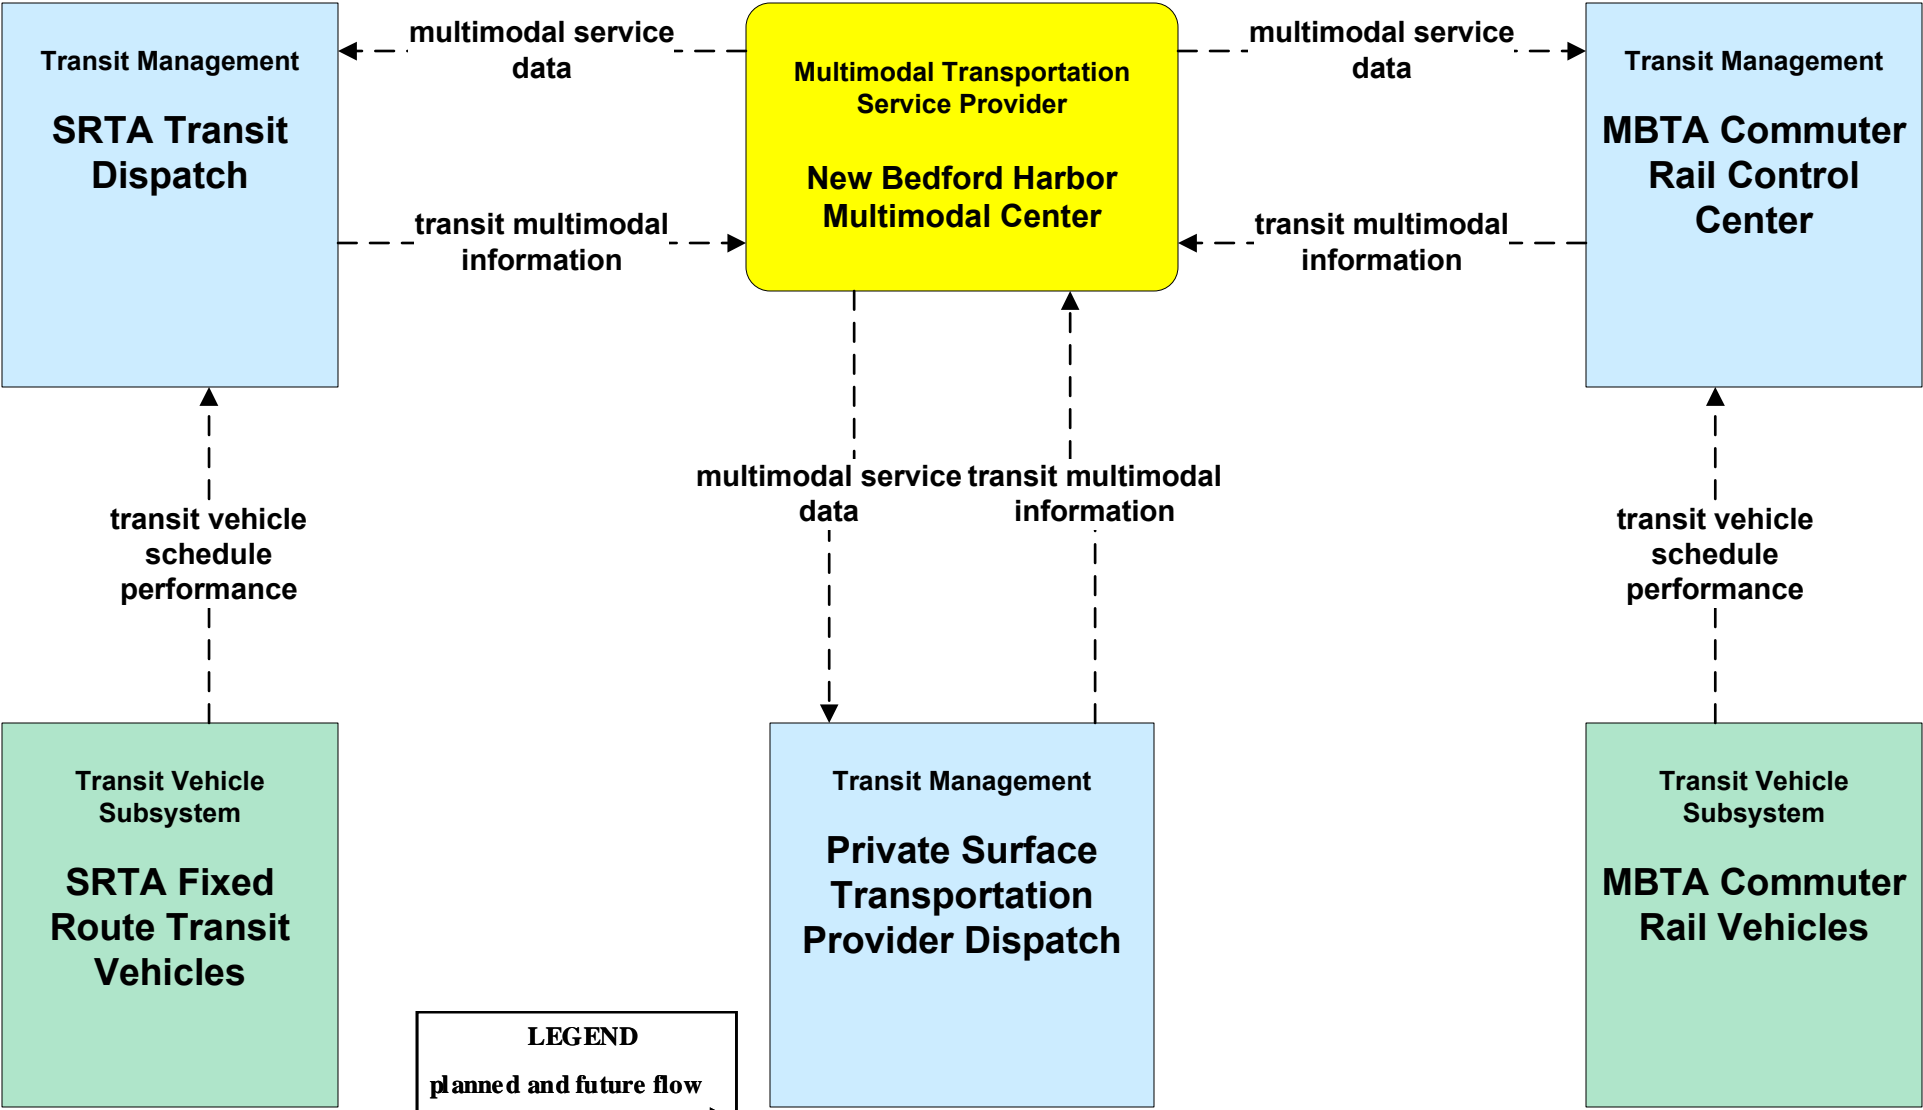 Transit Management
SRTA Transit
Dispatch
multimodal service
data
transit multimodal
information
Multimodal Transportation
Service Provider
New Bedford Harbor
Multimodal Center
multimodal service
data
transit multimodal
information
Transit Management
MBTA Commuter
Rail Control
Center
transit vehicle
schedule
performance
multimodal service
data
transit multimodal
information
transit vehicle
schedule
performance
Transit Vehicle
Subsystem
SRTA Fixed
Route Transit
Vehicles
Transit Management
Private Surface
Transportation
Provider Dispatch
Transit Vehicle
Subsystem
MBTA Commuter
Rail Vehicles
LEGEND
planned and future flow